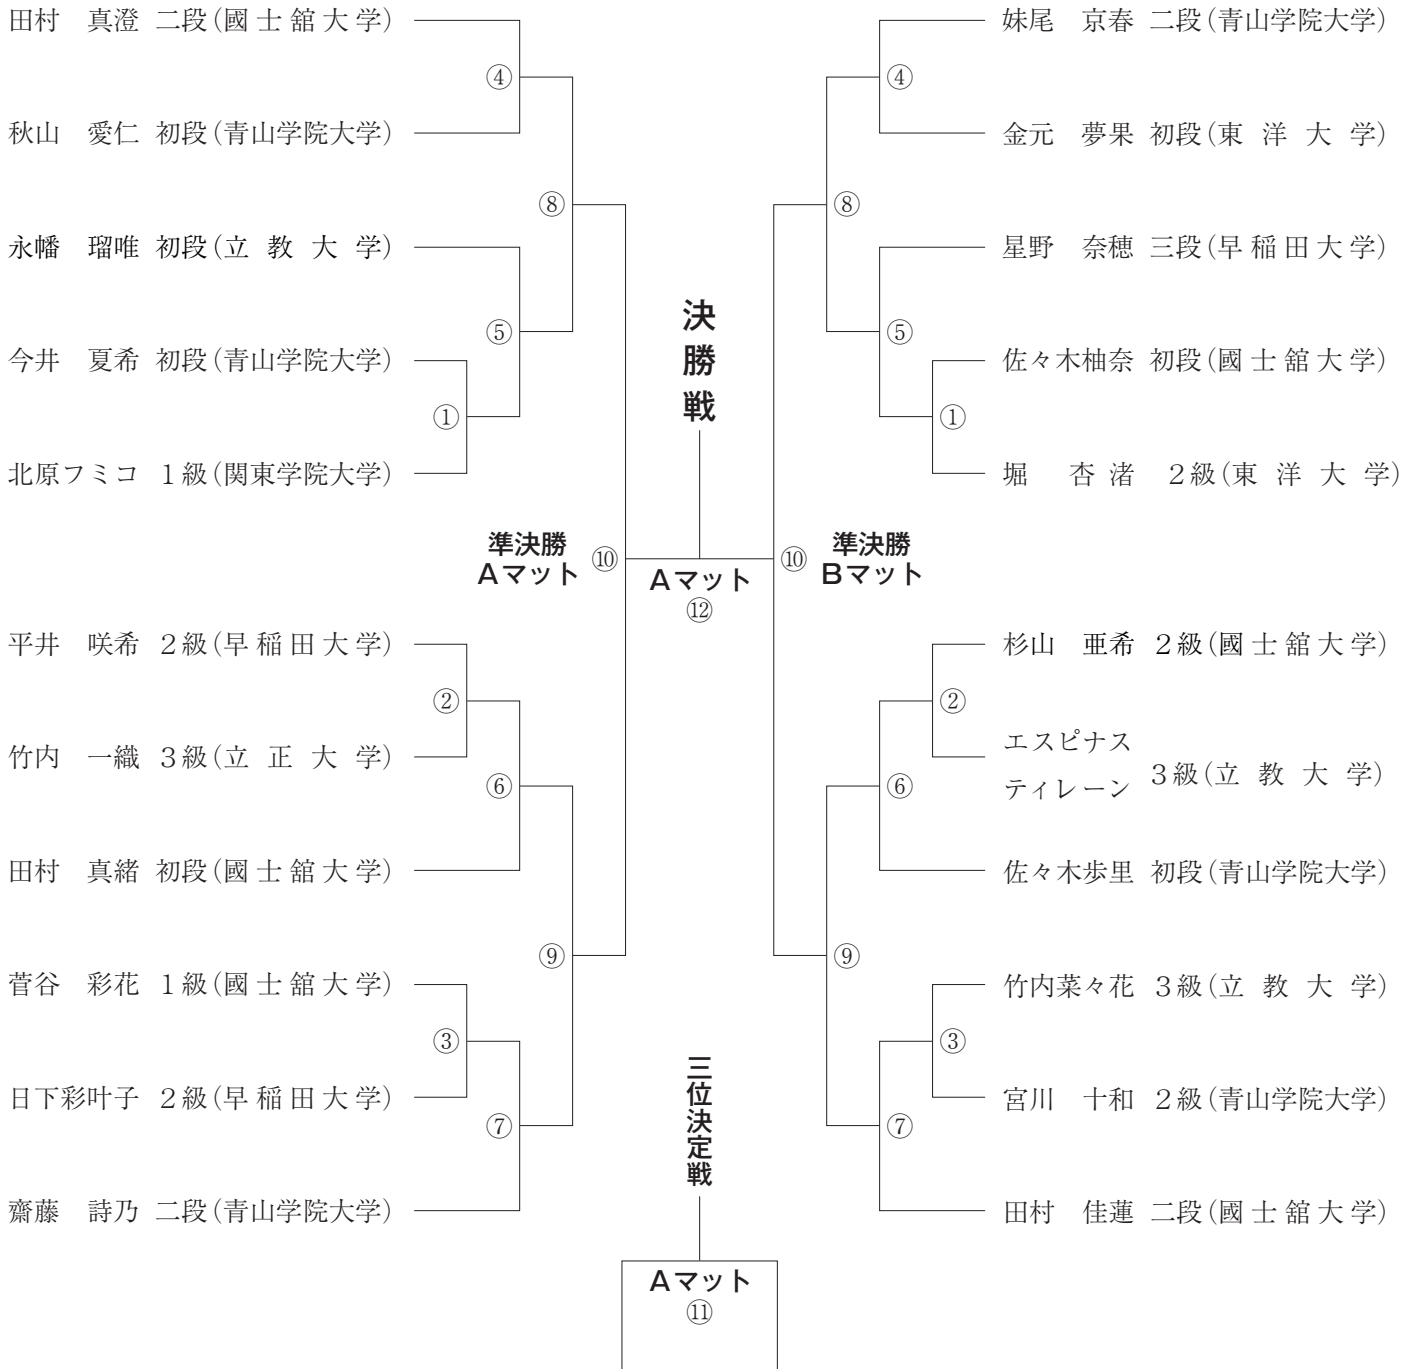 田村 真澄 二段(國士舘大学)
④
秋山 愛仁 初段(青山学院大学)
⑧
永幡 瑠唯 初段(立教大学)
⑤
今井 夏希 初段(青山学院大学)
①
北原フミコ 1級(関東学院大学)
準決勝
Aマット
⑩
平井 咲希 2級(早稲田大学)
②
竹内 一織 3級(立正大学)
⑥
田村 真緒 初段(國士舘大学)
⑨
菅谷 彩花 1級(國士舘大学)
③
日下彩叶子 2級(早稲田大学)
⑦
齋藤 詩乃 二段(青山学院大学)
決勝戦
Aマット
⑫
三位決定戦
Aマット
⑪
妹尾 京春 二段(青山学院大学)
④
金元 夢果 初段(東洋大学)
⑧
星野 奈穂 三段(早稲田大学)
⑤
佐々木柚奈 初段(國士舘大学)
①
堀 杏渚 2級(東洋大学)
⑩
準決勝
Bマット
杉山 亜希 2級(國士舘大学)
②
エスピナス
ティレーン 3級(立教大学)
⑥
佐々木歩里 初段(青山学院大学)
⑨
竹内菜々花 3級(立教大学)
③
宮川 十和 2級(青山学院大学)
⑦
田村 佳蓮 二段(國士舘大学)